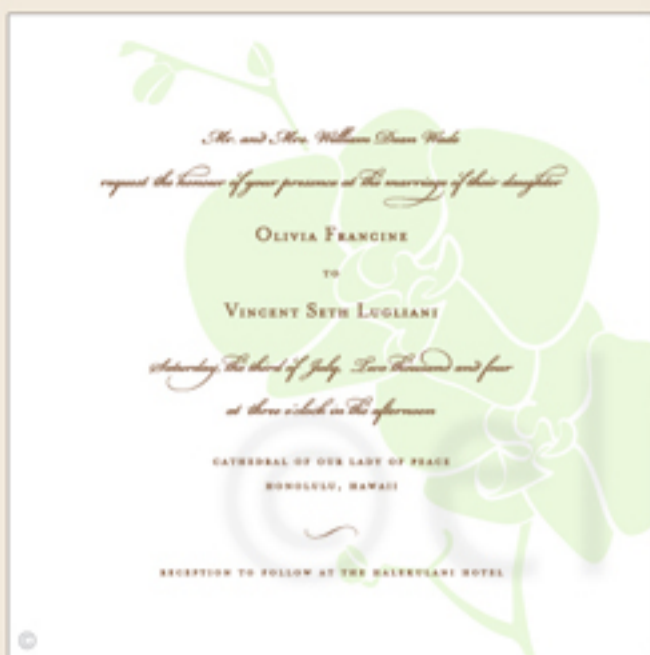 Mr. and Mrs. William Dean Wade
request the honour of your presence at the marriage of their daughter
OLIVIA FRANCINE
TO
VINCENT SETH LUGLIANI
Saturday, the third of July, Two thousand and four
at three o'clock in the afternoon
CATHEDRAL OF OUR LADY OF PEACE
HONOLULU, HAWAII
RECEPTION TO FOLLOW AT THE HALEKULANI HOTEL
© d
©